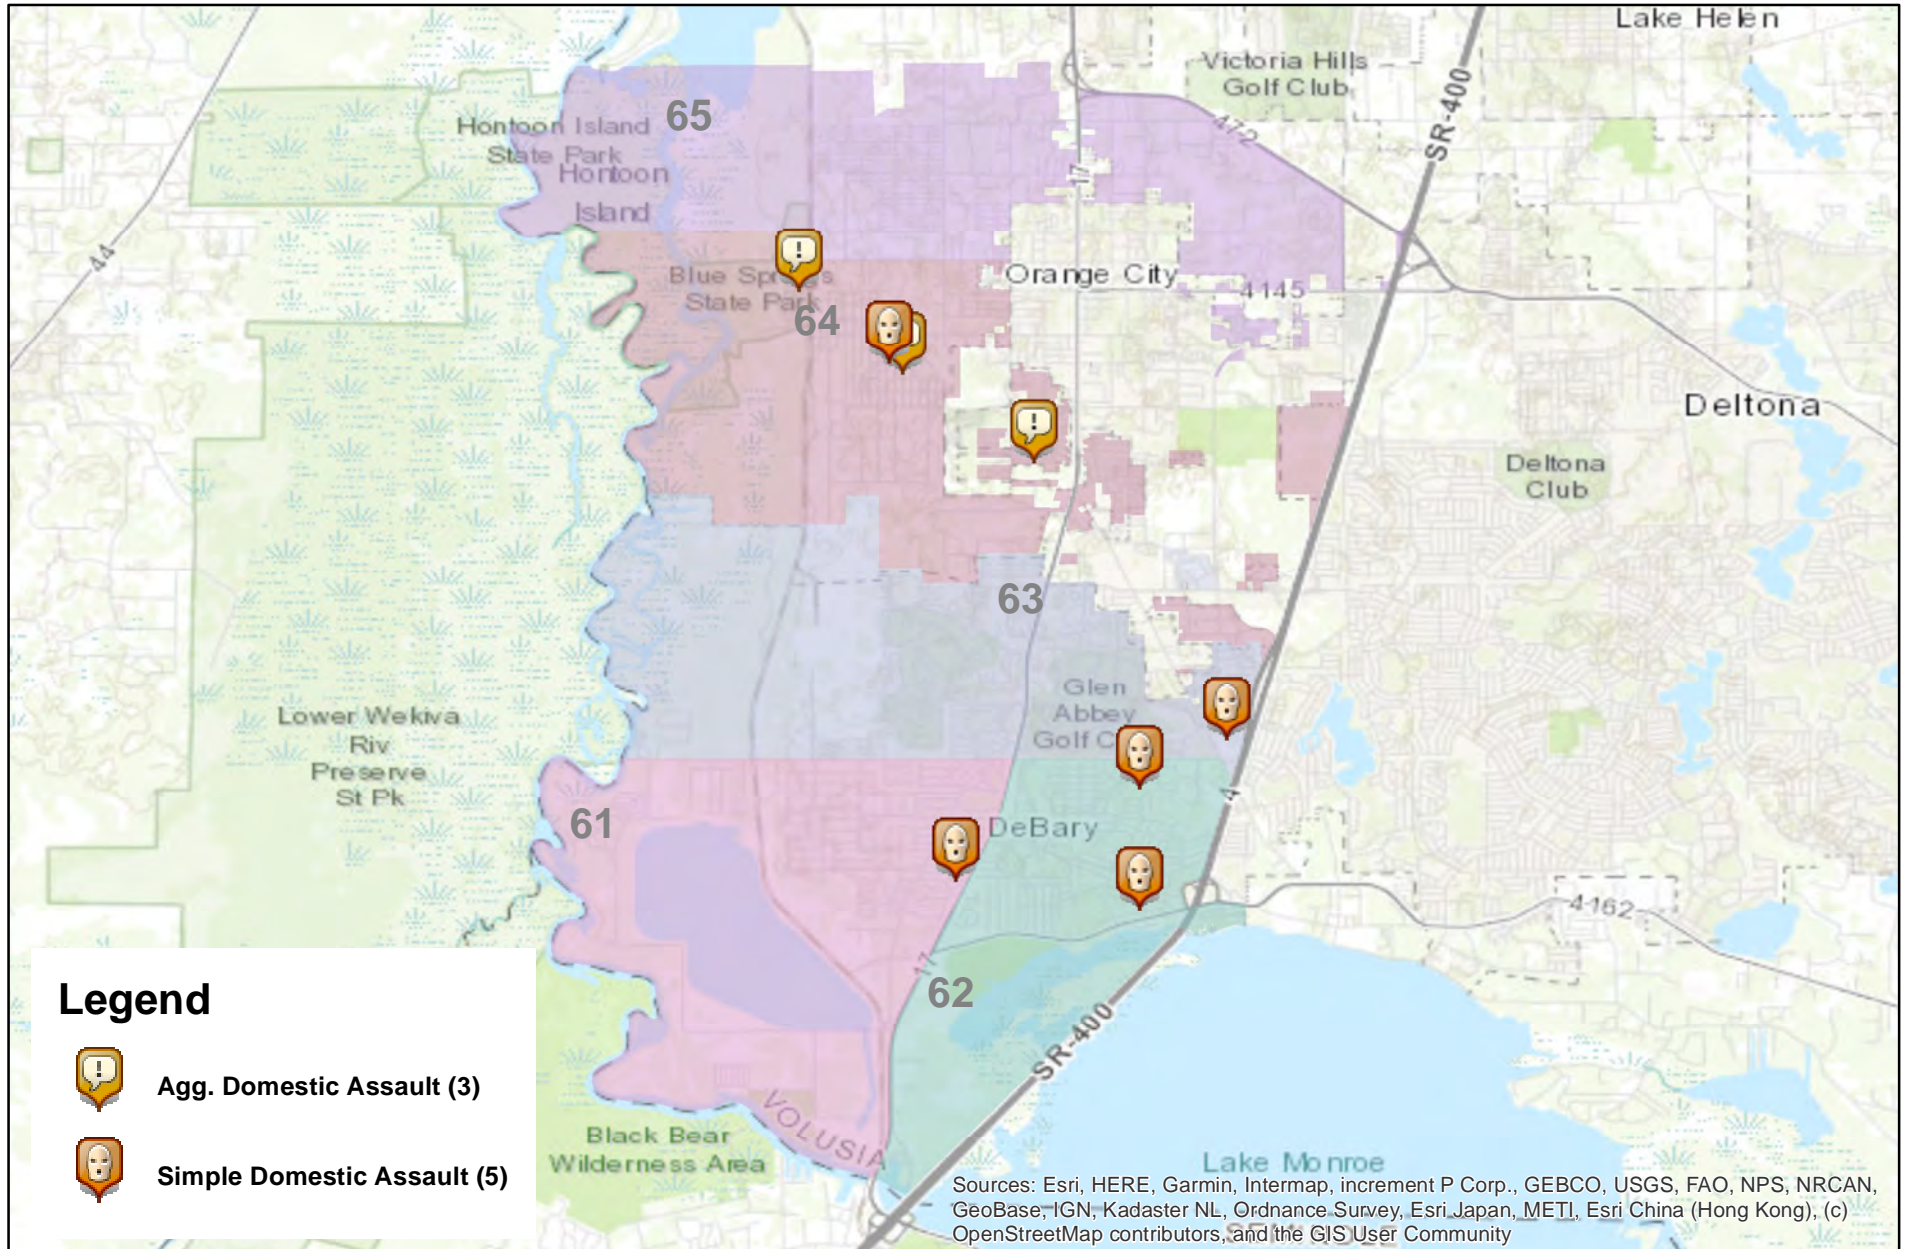 Lake Helen
Victoria Hills
Golf Club
SR-400
472
65
Hontoon Island
State Park
Hontoon
Island
17
44
Blue Springs
State Park
64
Orange City
4145
Deltona
Deltona
Club
63
Glen
Abbey
Golf C
Lower Wekiva
Riv
Preserve
St Pk
4
61
DeBary
4162
17
62
SR-400
VOLUSIA
Black Bear
Wilderness Area
Lake Monroe
SEMINOLE
Legend
Agg. Domestic Assault (3)
Simple Domestic Assault (5)
Sources: Esri, HERE, Garmin, Intermap, increment P Corp., GEBCO, USGS, FAO, NPS, NRCAN,
GeoBase, IGN, Kadaster NL, Ordnance Survey, Esri Japan, METI, Esri China (Hong Kong), (c)
OpenStreetMap contributors, and the GIS User Community